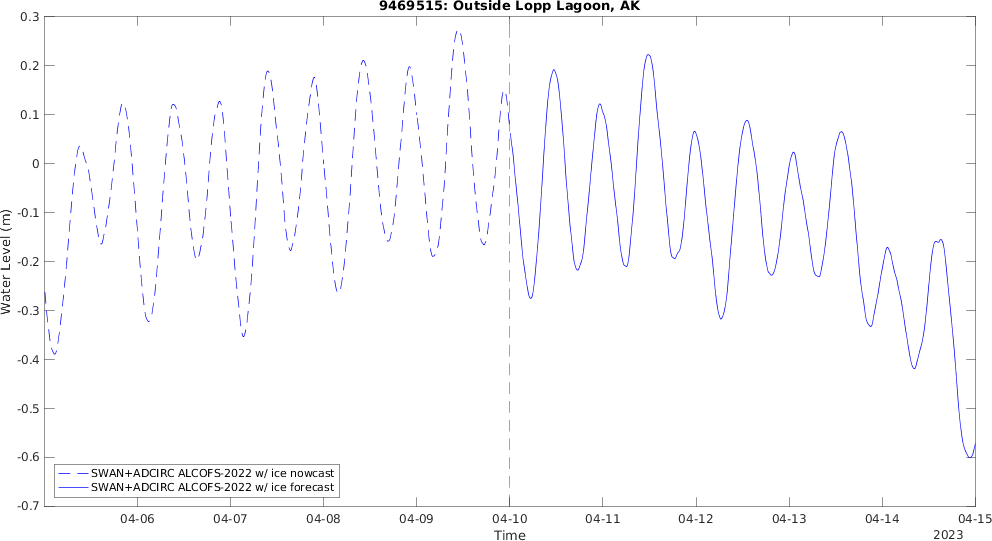 9469515: Outside Lopp Lagoon, AK
0.3
0.2
0.1
0
-0.1
-0.2
-0.3
-0.4
-0.5
-0.6
-0.7
Water Level (m)
SWAN+ADCIRC ALCOFS-2022 w/ ice nowcast
SWAN+ADCIRC ALCOFS-2022 w/ ice forecast
04-06 04-07 04-08 04-09 04-10 04-11 04-12 04-13 04-14 04-15
Time
2023